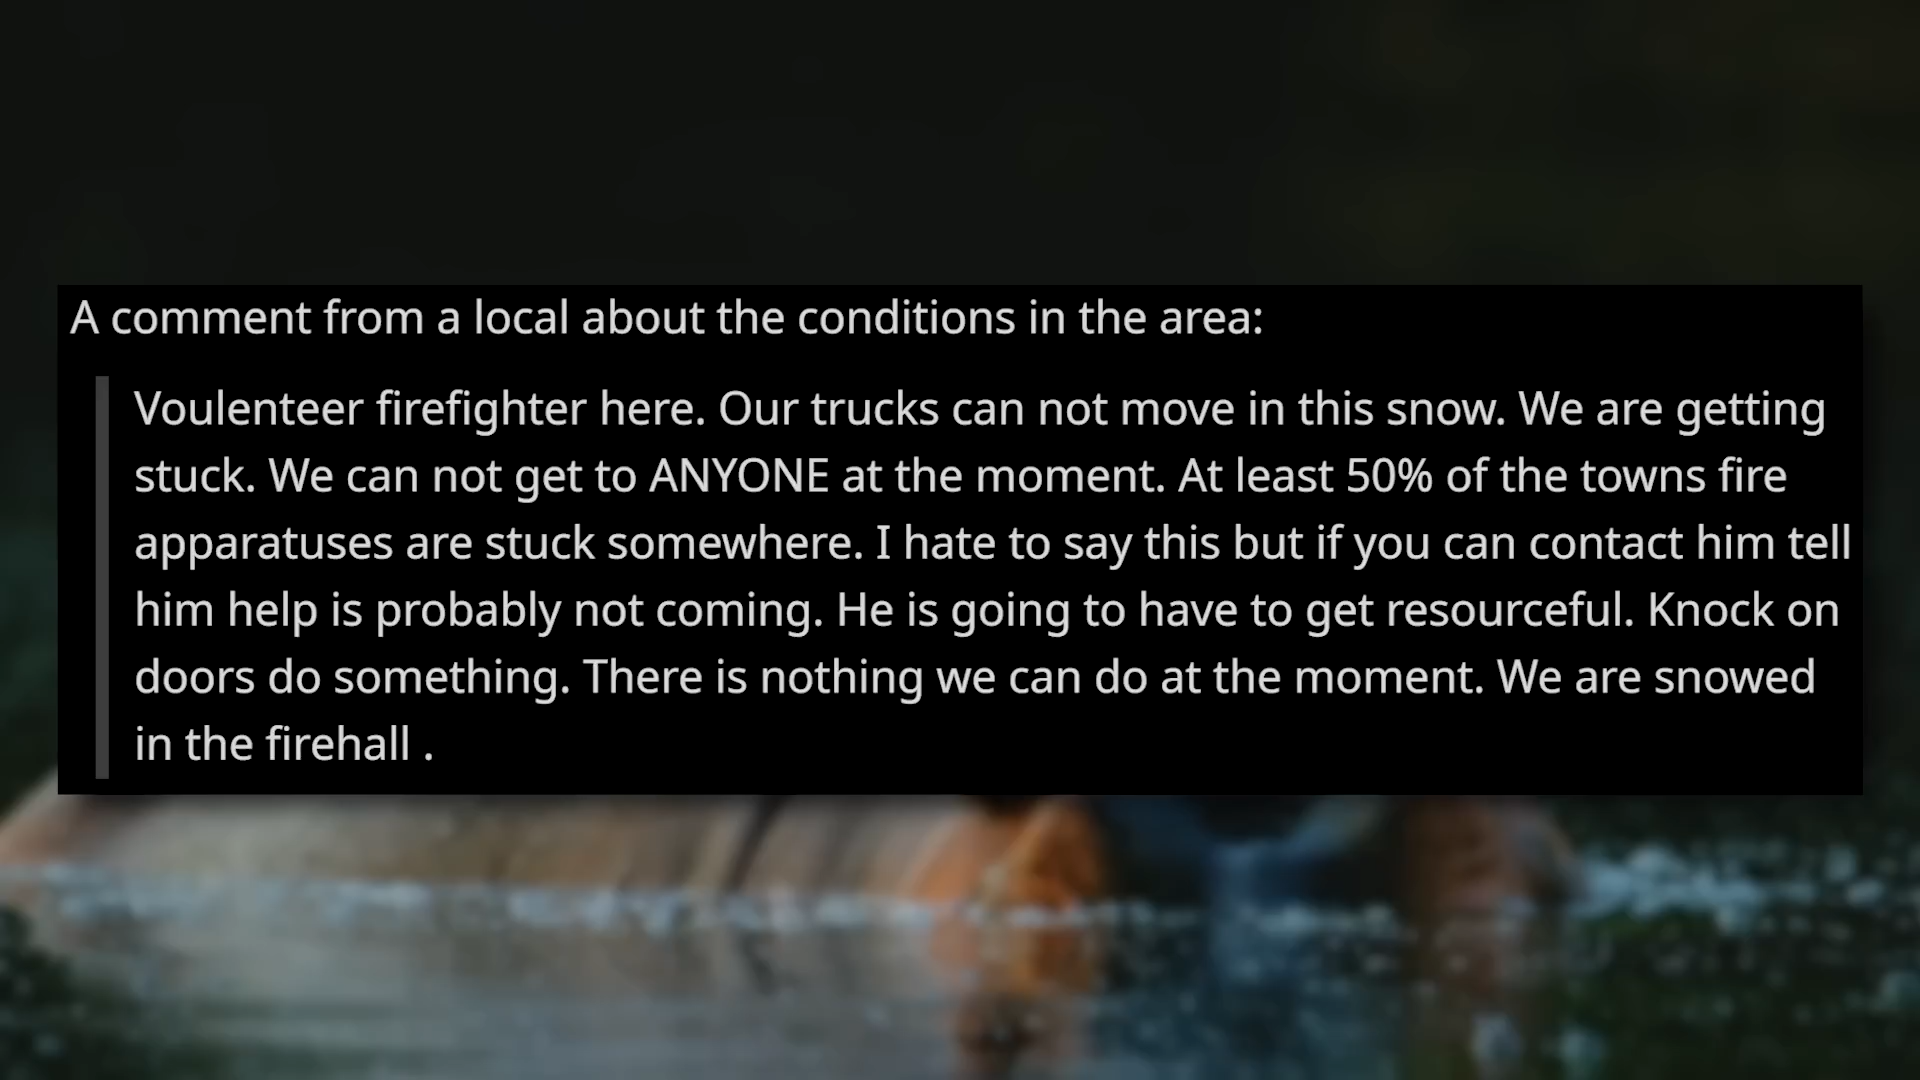 A comment from a local about the conditions in the area:
Voulenteer firefighter here. Our trucks can not move in this snow. We are getting
stuck. We can not get to ANYONE at the moment. At least 50% of the towns fire
apparatuses are stuck somewhere. I hate to say this but if you can contact him tell
him help is probably not coming. He is going to have to get resourceful. Knock on
doors do something. There is nothing we can do at the moment. We are snowed
in the firehall .